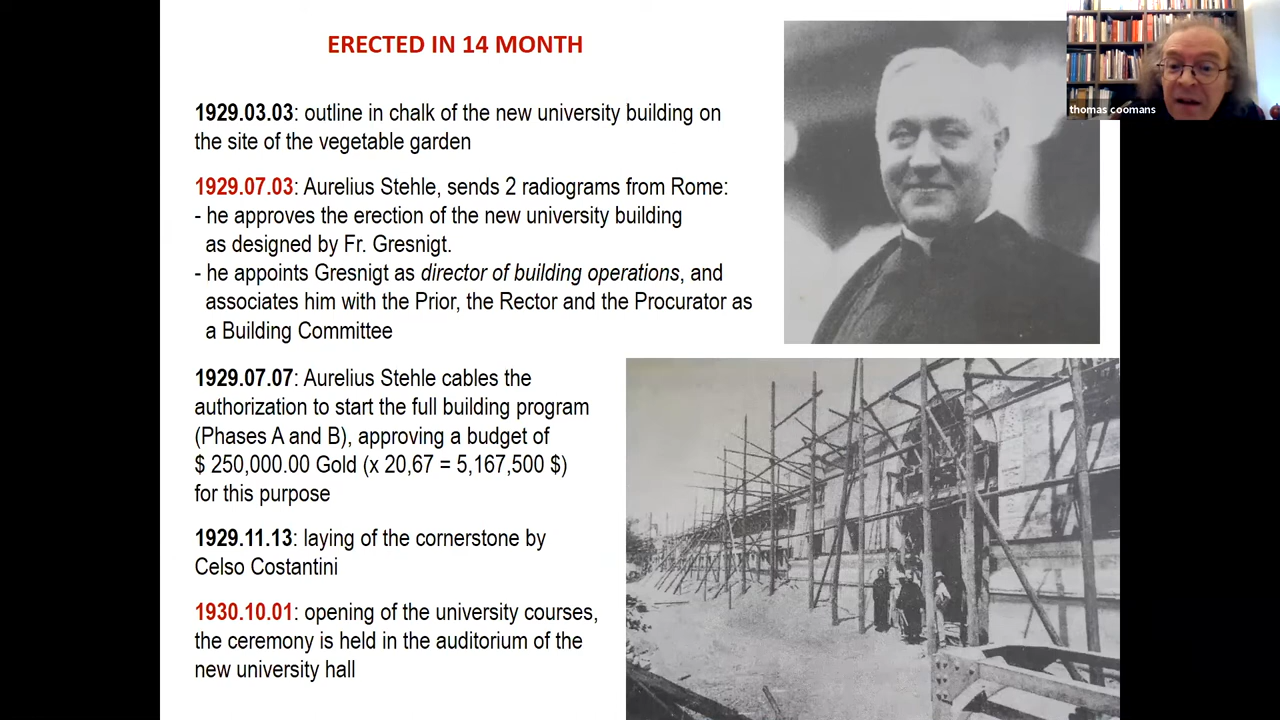 ERECTED IN 14 MONTH
1929.03.03: outline in chalk of the new university building on
the site of the vegetable garden
1929.07.03: Aurelius Stehle, sends 2 radiograms from Rome:
- he approves the erection of the new university building
as designed by Fr. Gresnigt.
- he appoints Gresnigt as director of building operations, and
associates him with the Prior, the Rector and the Procurator as
a Building Committee
1929.07.07: Aurelius Stehle cables the
authorization to start the full building program
(Phases A and B), approving a budget of
$ 250,000.00 Gold (x 20,67 = 5,167,500 $)
for this purpose
1929.11.13: laying of the cornerstone by
Celso Costantini
1930.10.01: opening of the university courses,
the ceremony is held in the auditorium of the
new university hall
thomas coomans